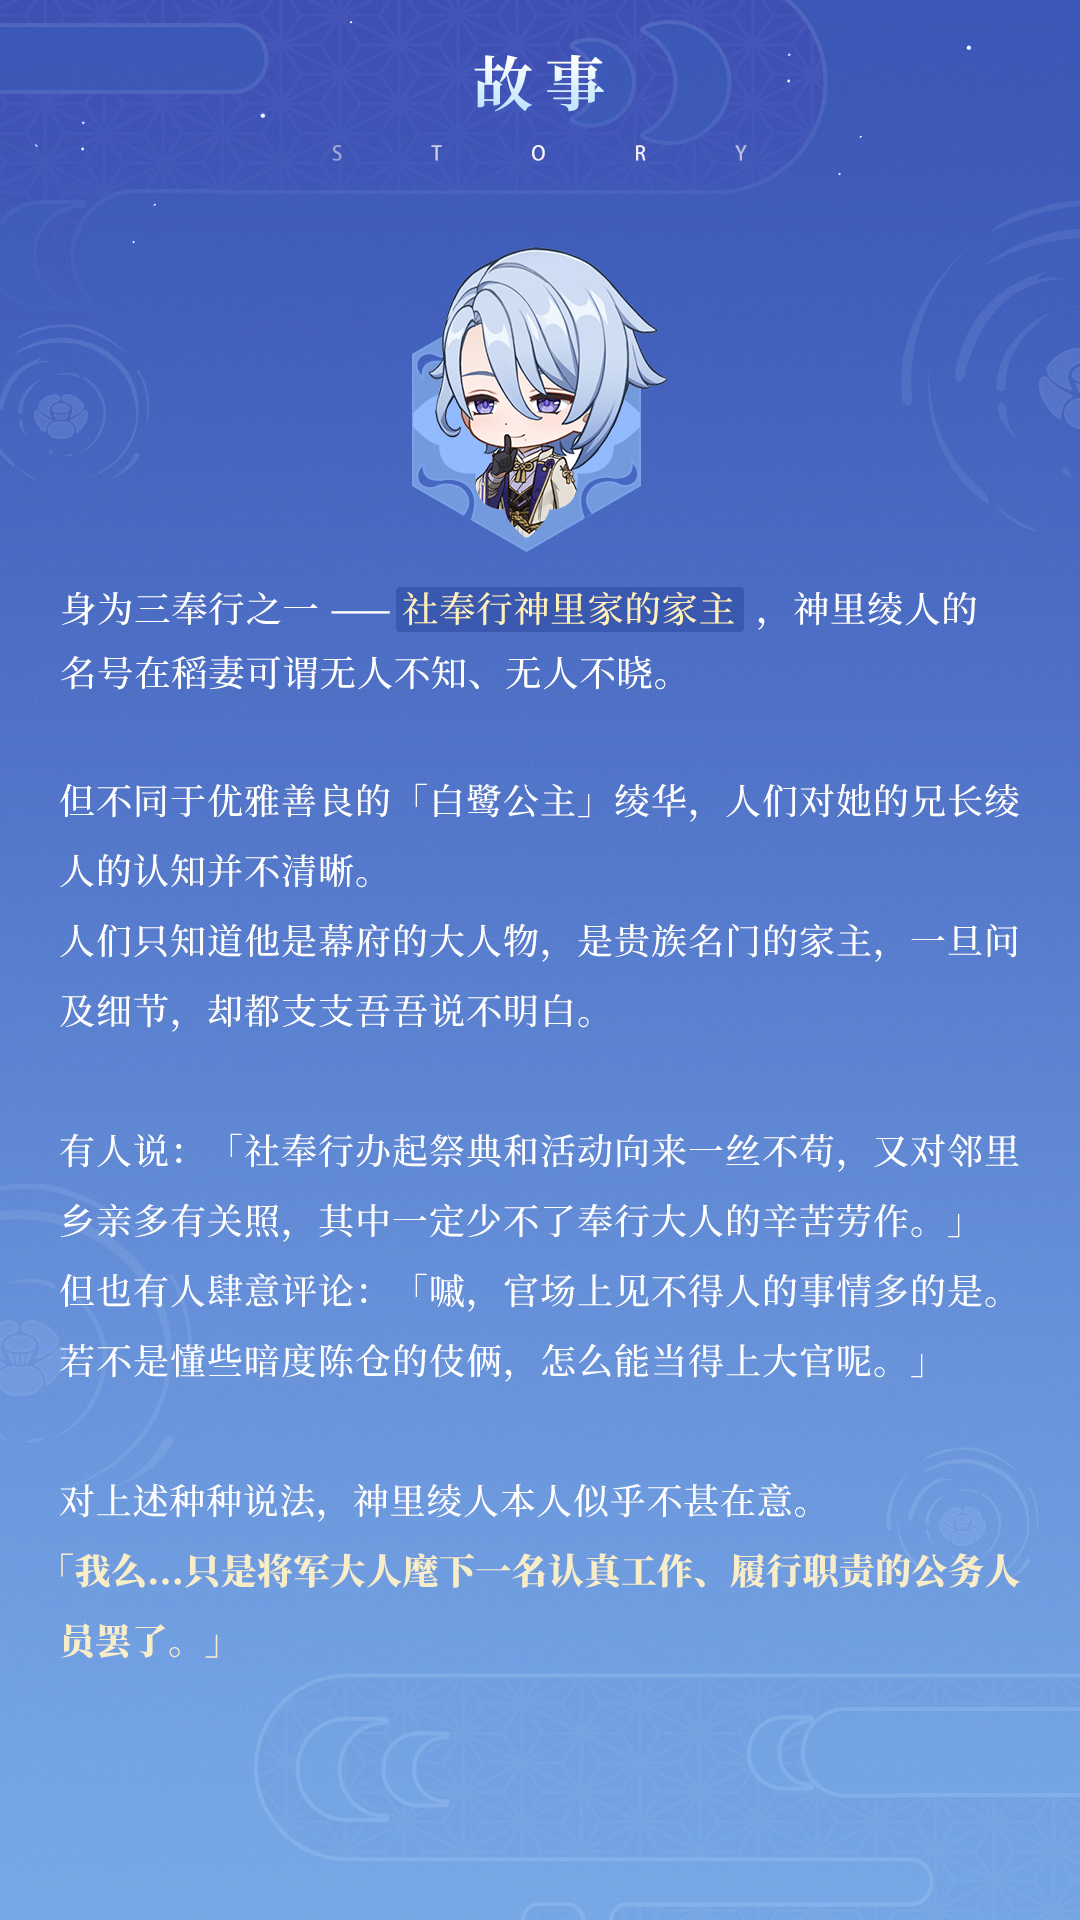 故事
STORY
身为三奉行之一 —— 社奉行神里家的家主 ，神里绫人的
名号在稻妻可谓无人不知、无人不晓。
但不同于优雅善良的「白鹭公主」绫华，人们对她的兄长绫
人的认知并不清晰。
人们只知道他是幕府的大人物，是贵族名门的家主，一旦问
及细节，却都支支吾吾说不明白。
有人说：「社奉行办起祭典和活动向来一丝不苟，又对邻里
乡亲多有关照，其中一定少不了奉行大人的辛苦劳作。」
但也有人肆意评论：「嘁，官场上见不得人的事情多的是。
若不是懂些暗度陈仓的伎俩，怎么能当得上大官呢。」
对上述种种说法，神里绫人本人似乎不甚在意。
「我么...只是将军大人麾下一名认真工作、履行职责的公务人
员罢了。」